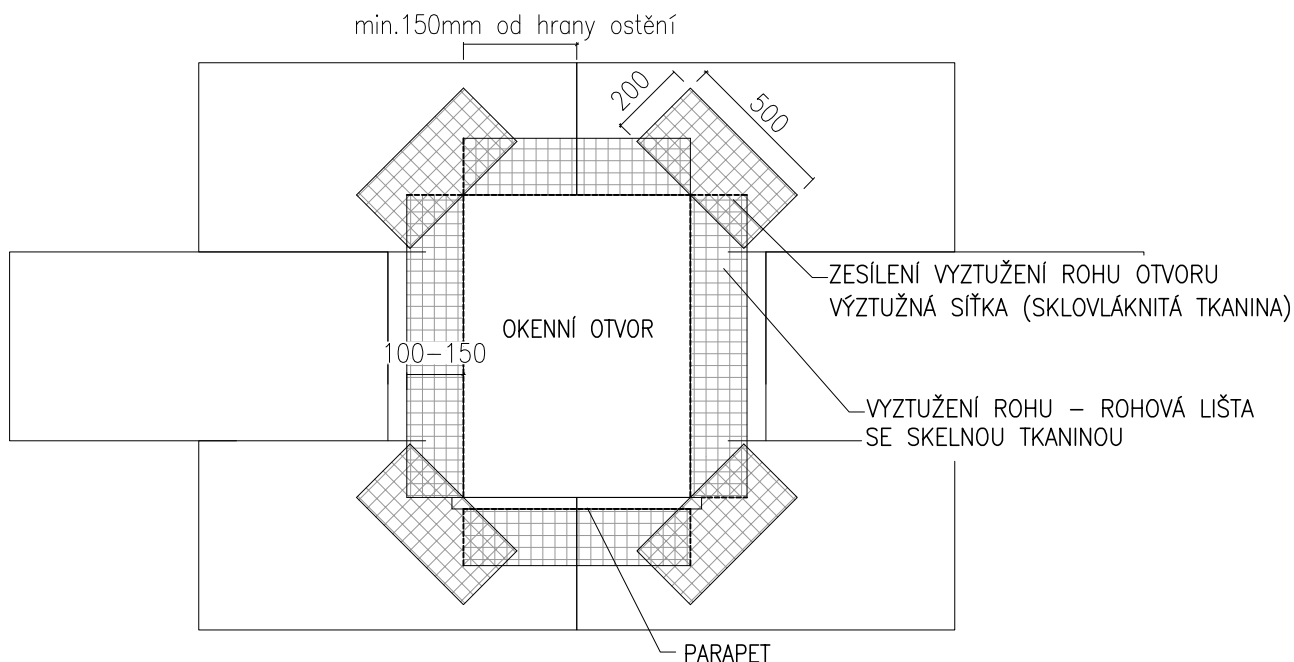 min.150mm od hrany ostění
200
500
ZESÍLENÍ VYZTUŽENÍ ROHU OTVORU
VÝZTUŽNÁ SÍŤKA (SKLOVLÁKNITÁ TKANINA)
OKENNÍ OTVOR
100-150
VYZTUŽENÍ ROHU – ROHOVÁ LIŠTA
SE SKELNOU TKANINOU
PARAPET